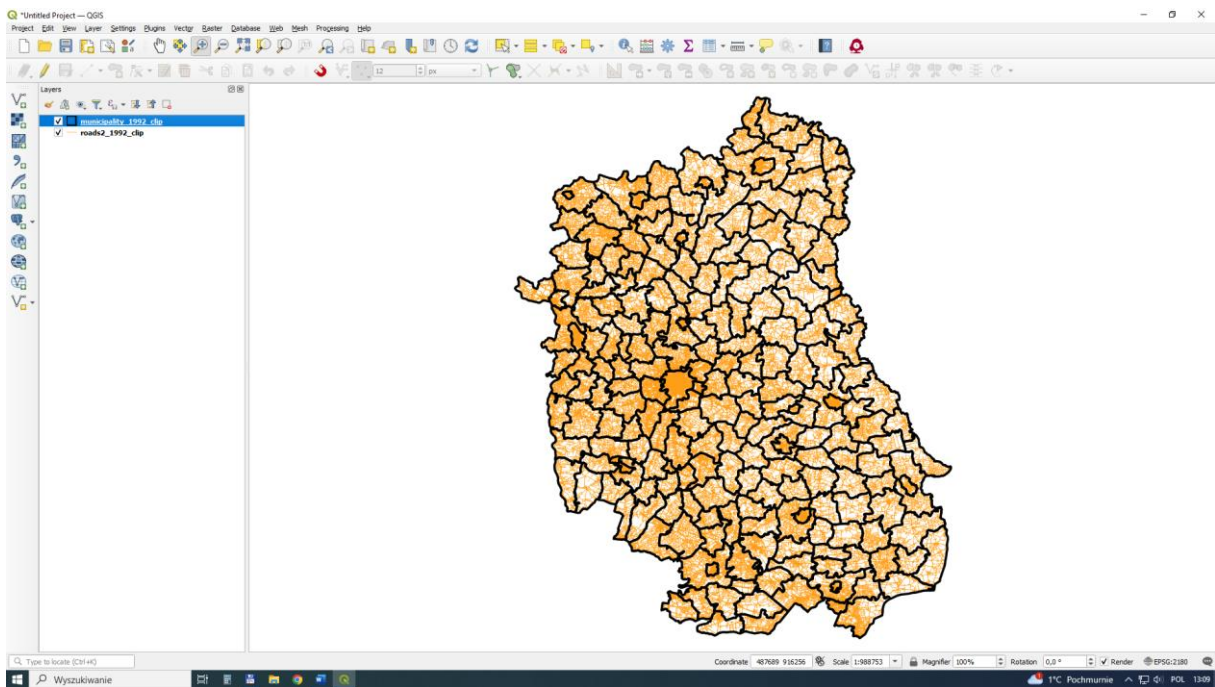 *Untitled Project — QGIS
Project Edit View Layer Settings Plugins Vector Raster Database Web Mesh Processing Help
12 px
Layers
municipality_1992_clip
roads2_1992_clip
Type to locate (Ctrl+K) Coordinate 487689 916256 Scale 1:988753 Magnifier 100% Rotation 0,0 ° Render EPSG:2180
Wyszukiwanie 1°C Pochmurnie POL 13:09